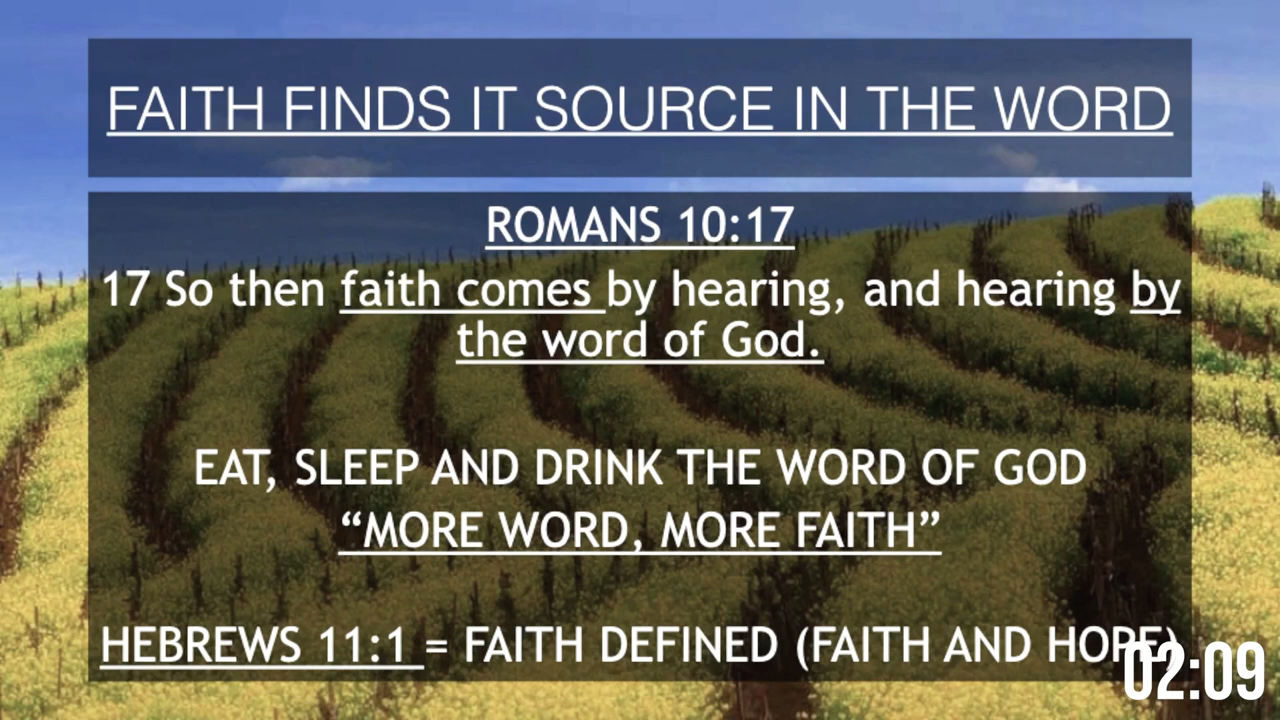 FAITH FINDS IT SOURCE IN THE WORD
ROMANS 10:17
17 So then faith comes by hearing, and hearing by
the word of God.
EAT, SLEEP AND DRINK THE WORD OF GOD
“MORE WORD, MORE FAITH”
HEBREWS 11:1 = FAITH DEFINED (FAITH AND HOPE)
02:09